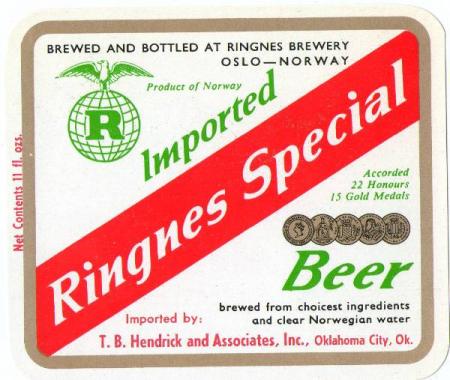 BREWED AND BOTTLED AT RINGNES BREWERY
OSLO—NORWAY
Product of Norway
R
Imported
Ringnes Special
Accorded
22 Honours
15 Gold Medals
Beer
brewed from choicest ingredients
and clear Norwegian water
Imported by:
T. B. Hendrick and Associates, Inc., Oklahoma City, Ok.
Net Contents 11 fl. ozs.